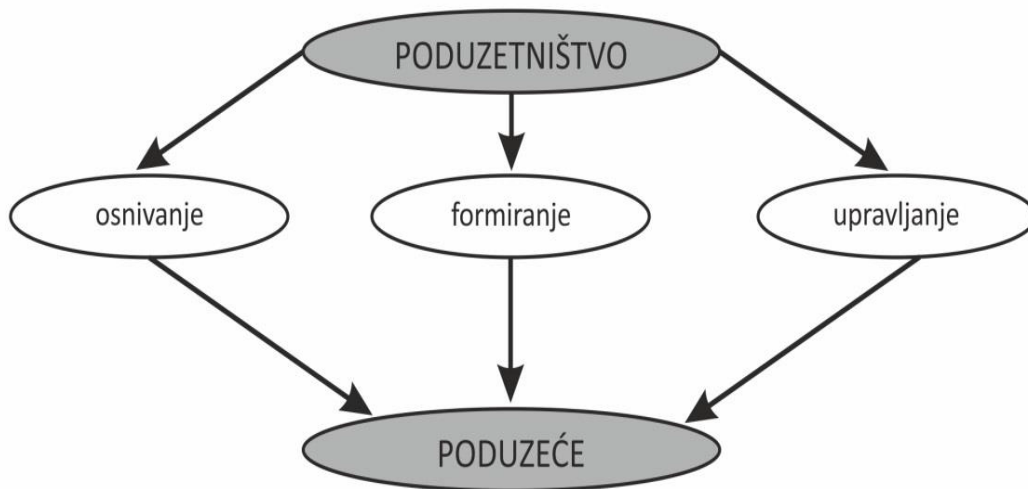 PODUZETNIŠTVO
osnivanje
formiranje
upravljanje
PODUZEĆE